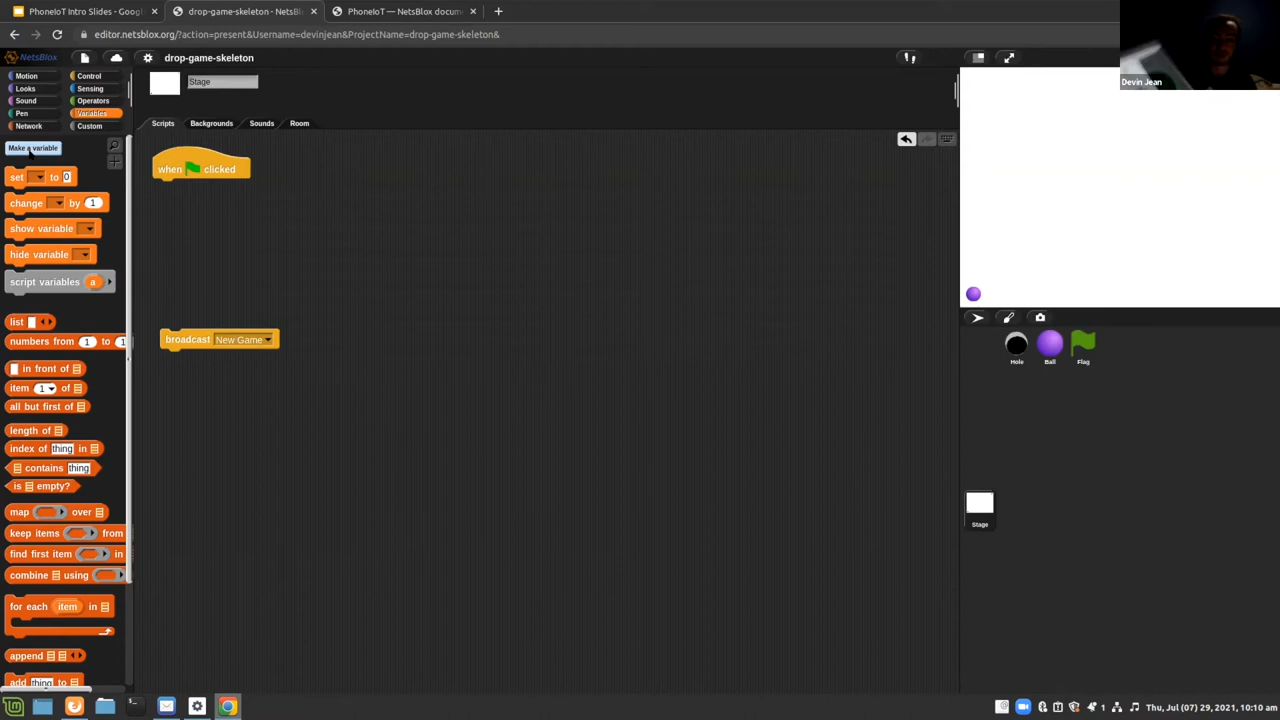 PhoneIoT Intro Slides - Googl
drop-game-skeleton - NetsBl
PhoneIoT — NetsBlox docum
editor.netsblox.org/?action=present&Username=devinjean&ProjectName=drop-game-skeleton&
NetsBlox
drop-game-skeleton
Devin Jean
Motion
Control
Looks
Sensing
Sound
Operators
Pen
Variables
Network
Custom
Stage
Scripts
Backgrounds
Sounds
Room
Make a variable
set to 0
change by 1
show variable
hide variable
script variables a
list
numbers from 1 to 1
in front of
item 1 of
all but first of
length of
index of thing in
contains thing
is empty?
map over
keep items from
find first item in
combine using
for each item in
append
add thing to
when clicked
broadcast New Game
Hole
Ball
Flag
Stage
1
Thu, Jul (07) 29, 2021, 10:10 am